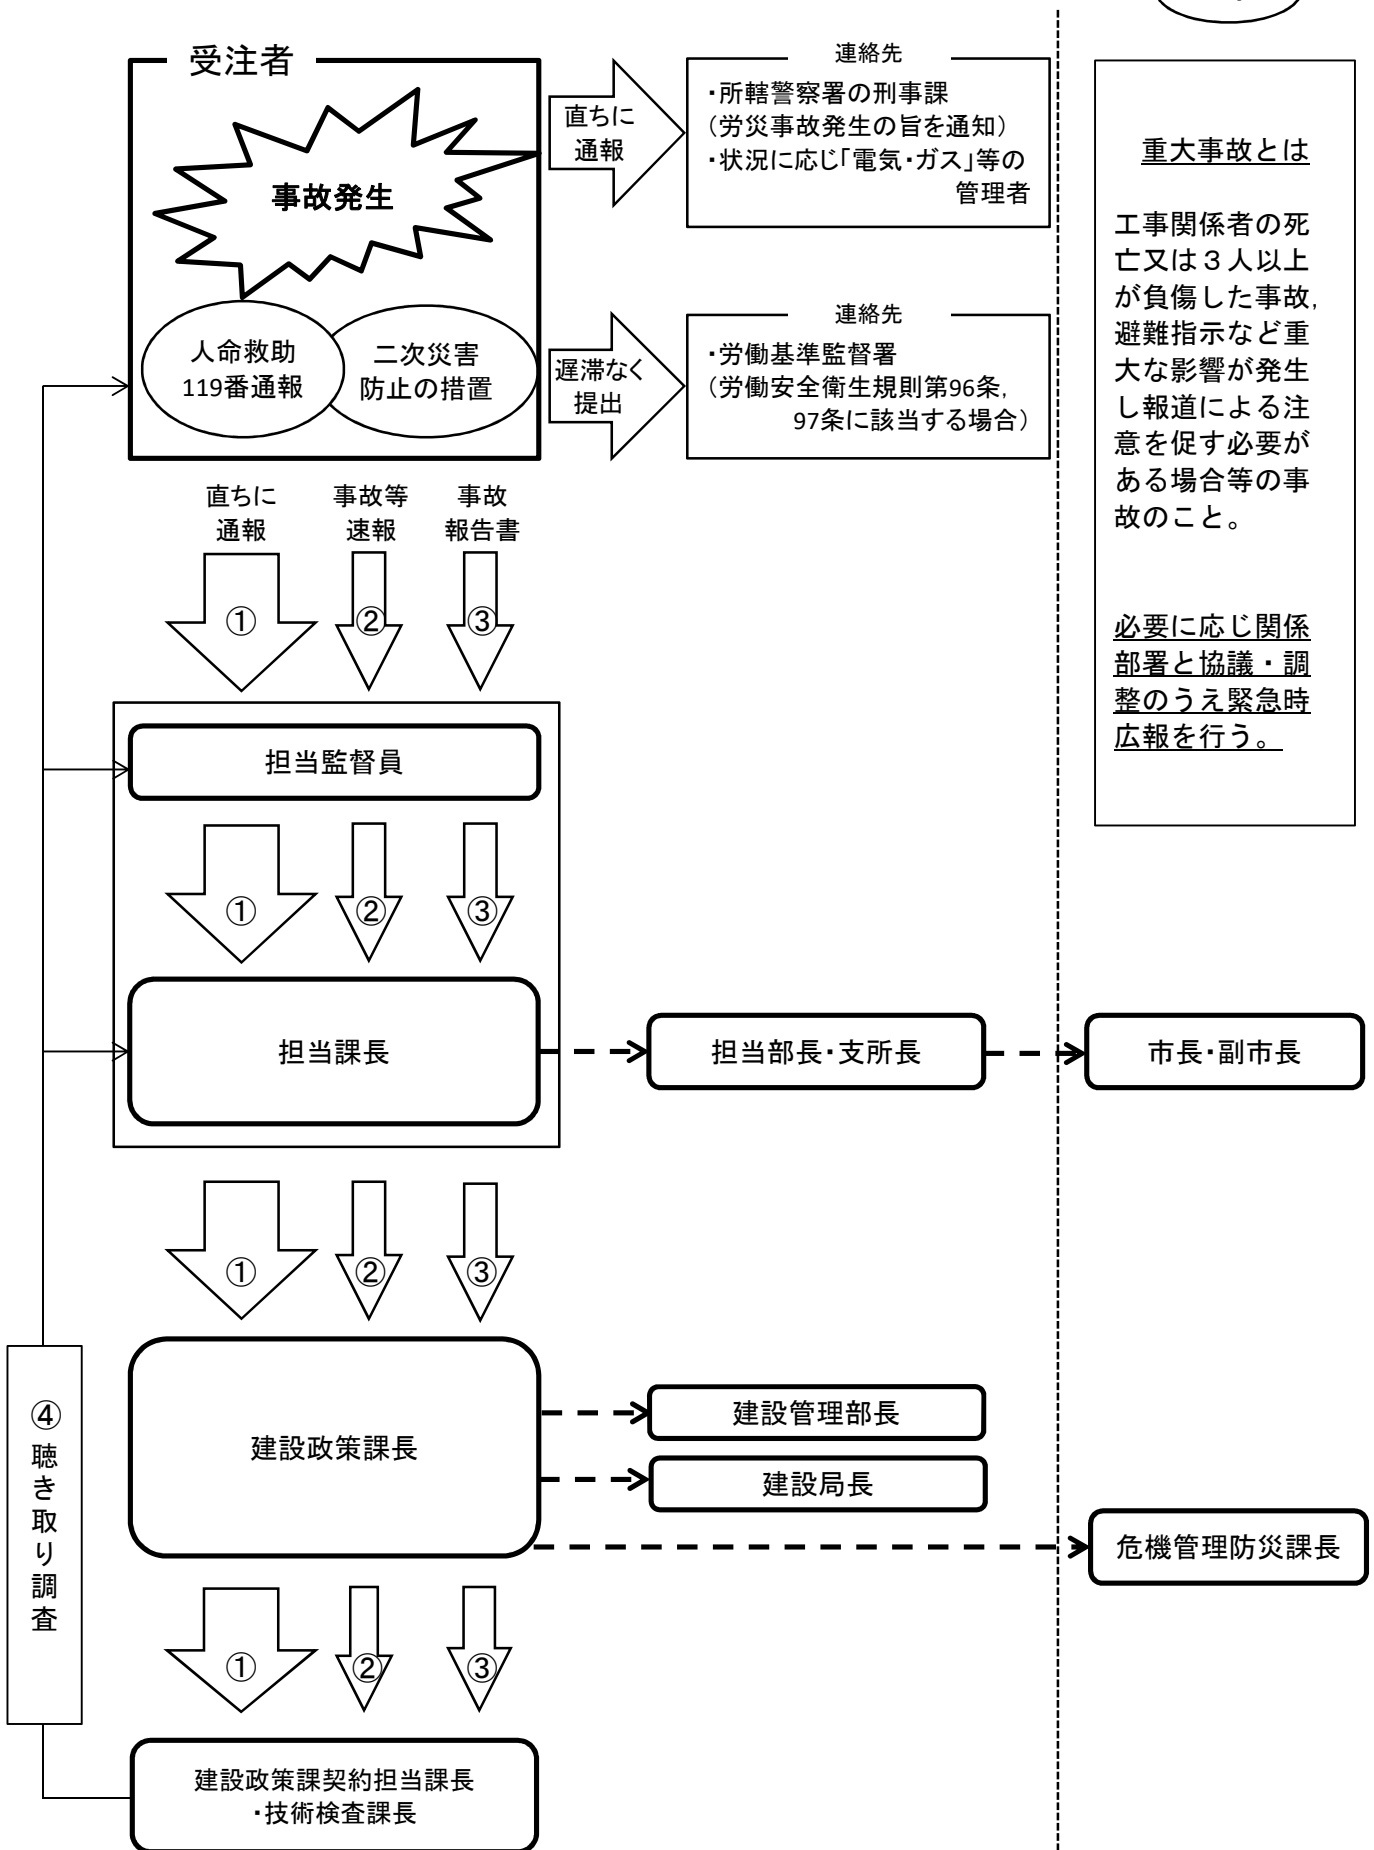 受注者
事故発生
人命救助
119番通報
二次災害
防止の措置
直ちに
通報
連絡先
・所轄警察署の刑事課
（労災事故発生の旨を通知）
・状況に応じ「電気・ガス」等の
管理者
遅滞なく
提出
連絡先
・労働基準監督署
（労働安全衛生規則第96条，
97条に該当する場合）
重大事故とは
工事関係者の死
亡又は３人以上
が負傷した事故，
避難指示など重
大な影響が発生
し報道による注
意を促す必要が
ある場合等の事
故のこと。
必要に応じ関係
部署と協議・調
整のうえ緊急時
広報を行う。
直ちに
通報
事故等
速報
事故
報告書
① ② ③
担当監督員
① ② ③
担当課長
担当部長・支所長
市長・副市長
① ② ③
建設政策課長
建設管理部長
建設局長
危機管理防災課長
④聴き取り調査
① ② ③
建設政策課契約担当課長
・技術検査課長